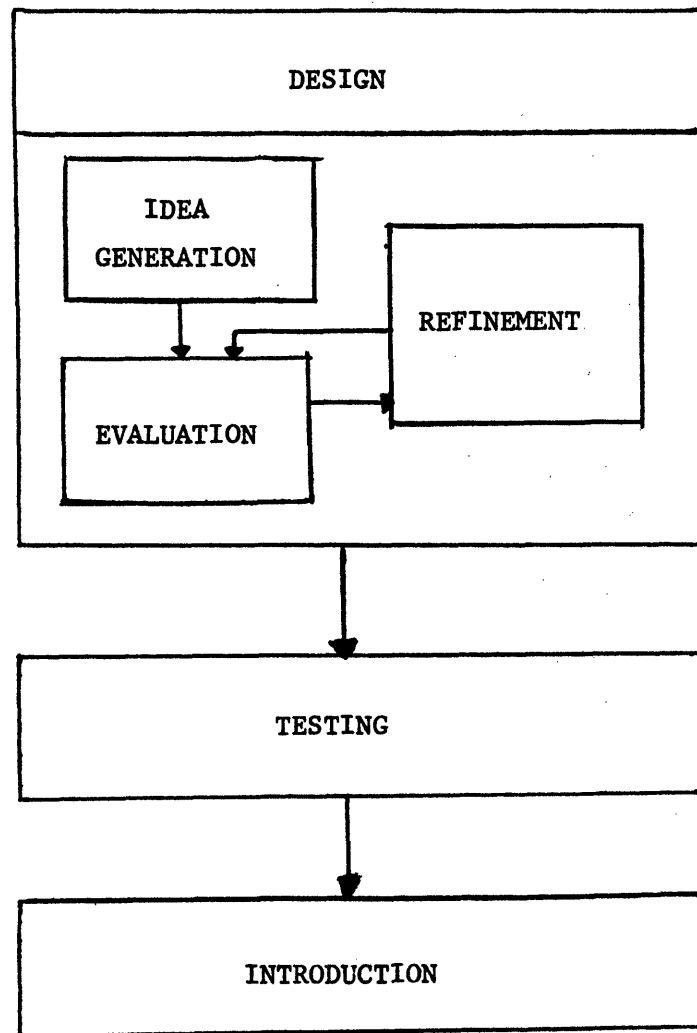 DESIGN
IDEA
GENERATION
REFINEMENT
EVALUATION
TESTING
INTRODUCTION